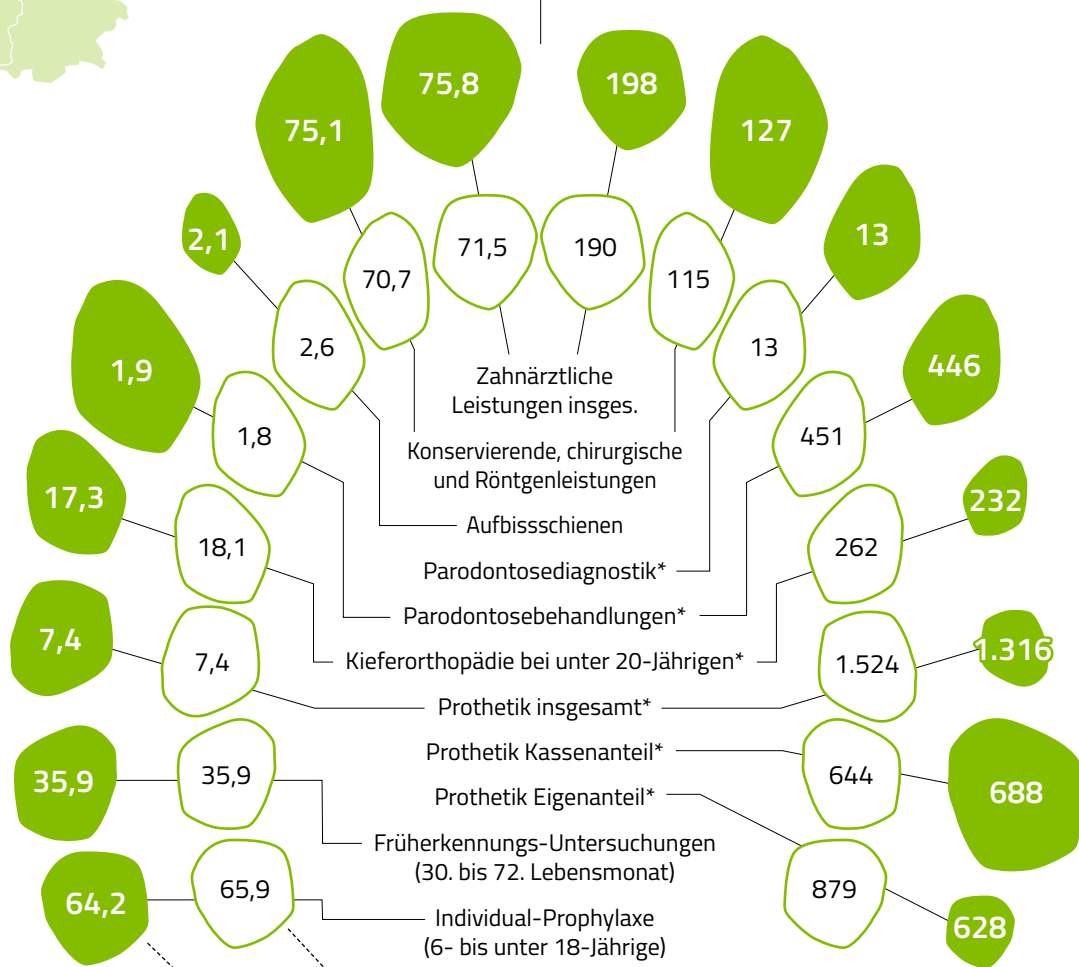 75,8
198
75,1
127
2,1
71,5
190
13
70,7
115
2,6
13
1,9
Zahnärztliche
Leistungen insges.
446
1,8
451
Konservierende, chirurgische
und Röntgenleistungen
17,3
232
Aufbissschienen
18,1
262
Parodontosediagnostik*
Parodontosebehandlungen*
7,4
7,4
Kieferorthopädie bei unter 20-Jährigen*
1.524
1.316
Prothetik insgesamt*
Prothetik Kassenanteil*
35,9
35,9
644
688
Prothetik Eigenanteil*
Früherkennungs-Untersuchungen
(30. bis 72. Lebensmonat)
64,2
65,9
879
628
Individual-Prophylaxe
(6- bis unter 18-Jährige)